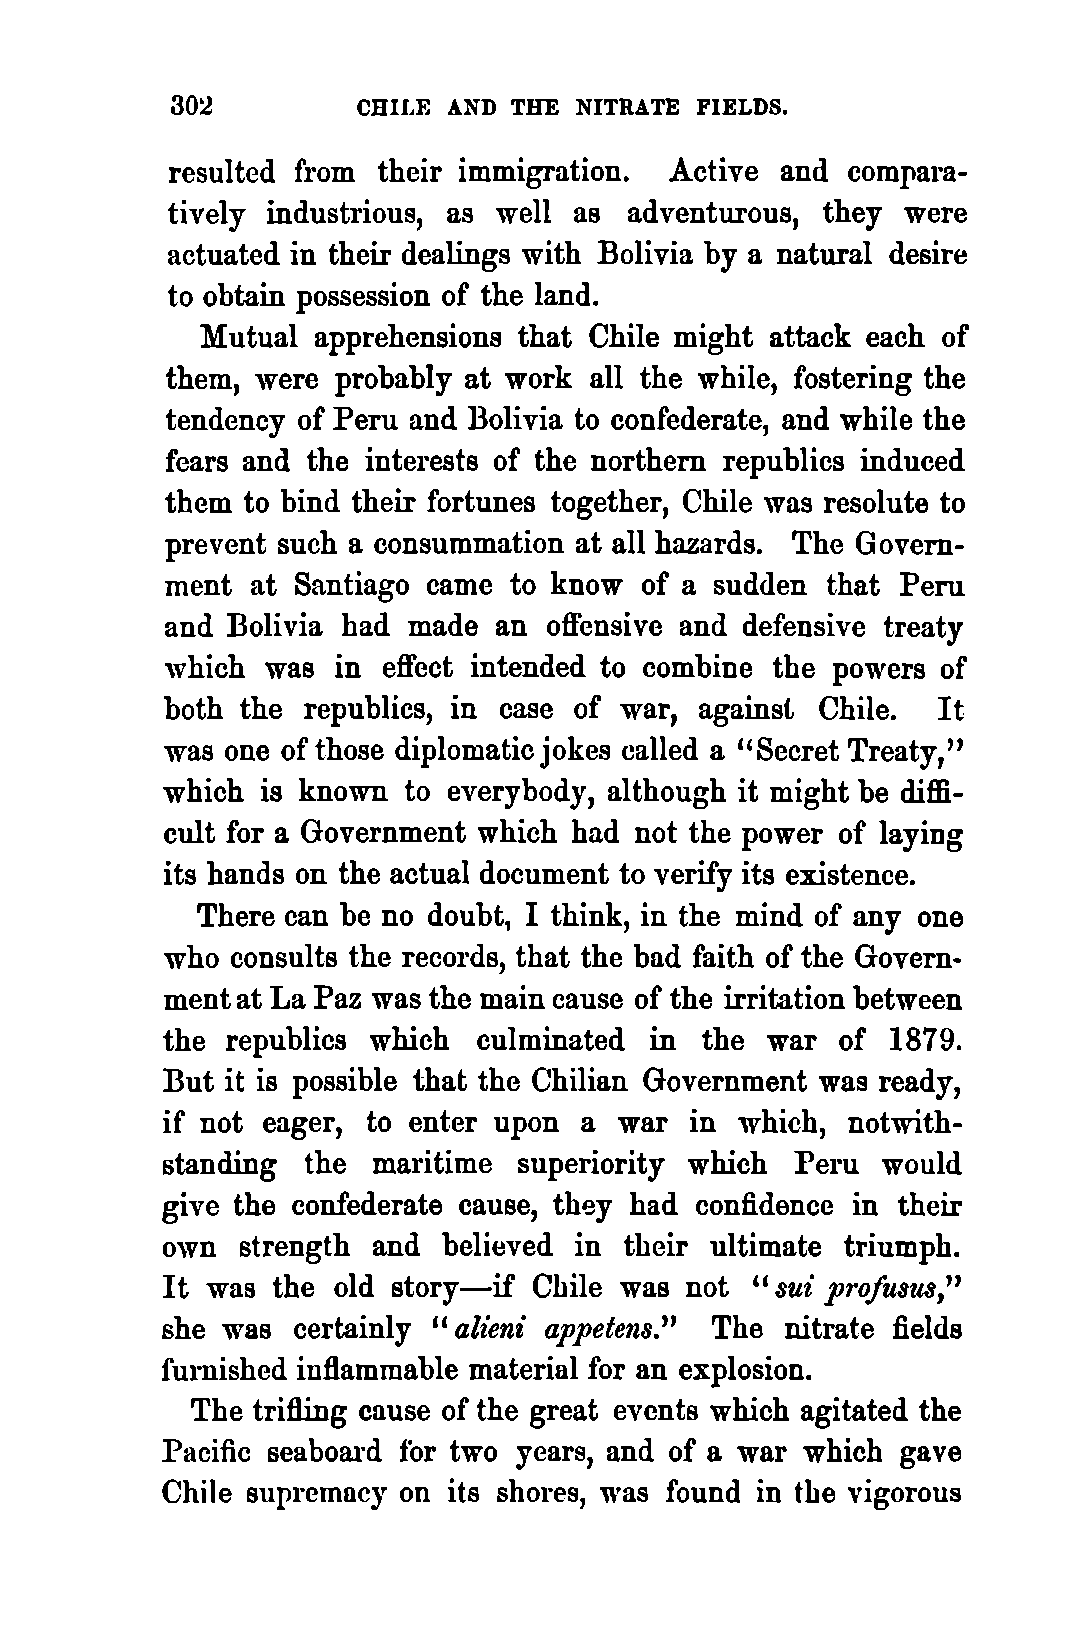 302 CHILE AND THE NITRATE FIELDS.
resulted from their immigration. Active and compara-
tively industrious, as well as adventurous, they were
actuated in their dealings with Bolivia by a natural desire
to obtain possession of the land.
Mutual apprehensions that Chile might attack each of
them, were probably at work all the while, fostering the
tendency of Peru and Bolivia to confederate, and while the
fears and the interests of the northern republics induced
them to bind their fortunes together, Chile was resolute to
prevent such a consummation at all hazards. The Govern-
ment at Santiago came to know of a sudden that Peru
and Bolivia had made an offensive and defensive treaty
which was in effect intended to combine the powers of
both the republics, in case of war, against Chile. It
was one of those diplomatic jokes called a "Secret Treaty,"
which is known to everybody, although it might be diffi-
cult for a Government which had not the power of laying
its hands on the actual document to verify its existence.
There can be no doubt, I think, in the mind of any one
who consults the records, that the bad faith of the Govern-
ment at La Paz was the main cause of the irritation between
the republics which culminated in the war of 1879.
But it is possible that the Chilian Government was ready,
if not eager, to enter upon a war in which, notwith-
standing the maritime superiority which Peru would
give the confederate cause, they had confidence in their
own strength and believed in their ultimate triumph.
It was the old story—if Chile was not "sui profusus,"
she was certainly "alieni appetens." The nitrate fields
furnished inflammable material for an explosion.
The trifling cause of the great events which agitated the
Pacific seaboard for two years, and of a war which gave
Chile supremacy on its shores, was found in the vigorous